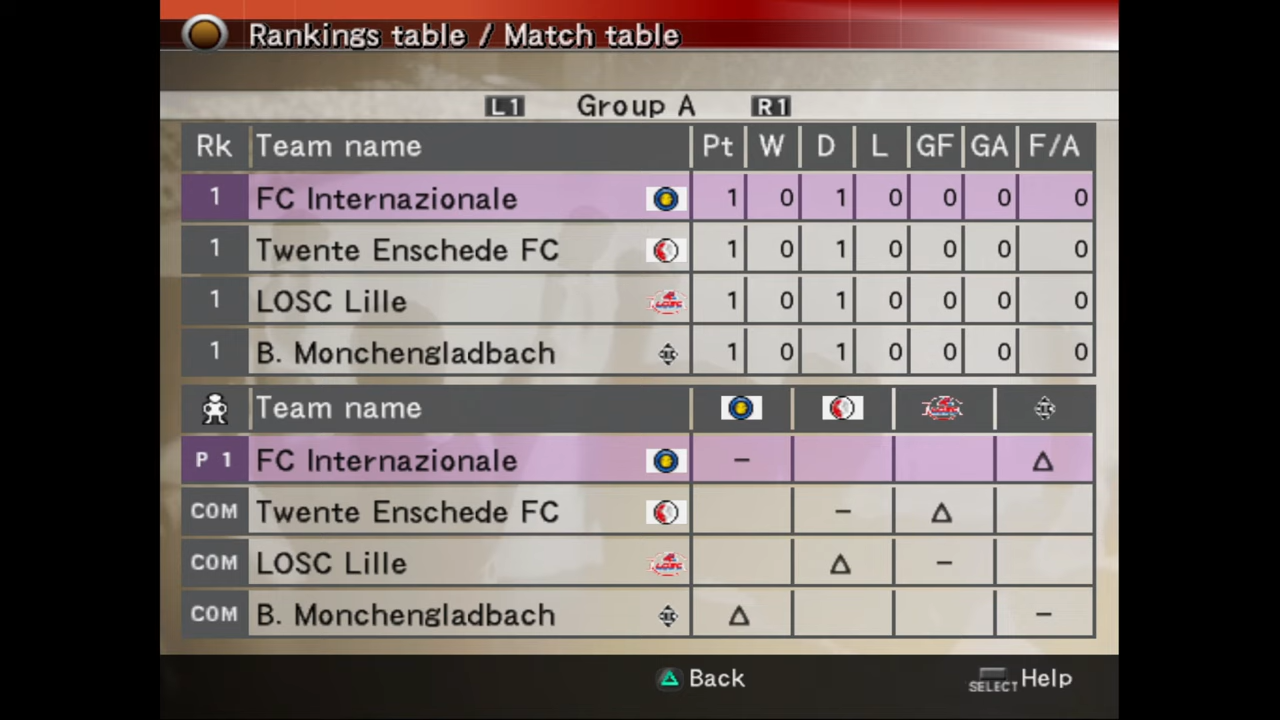 Rankings table / Match table
L1 Group A R1
Rk Team name Pt W D L GF GA F/A
1 FC Internazionale 1 0 1 0 0 0 0
1 Twente Enschede FC 1 0 1 0 0 0 0
1 LOSC Lille 1 0 1 0 0 0 0
1 B. Monchengladbach 1 0 1 0 0 0 0
Team name
P 1 FC Internazionale – △
COM Twente Enschede FC – △
COM LOSC Lille △ –
COM B. Monchengladbach △ –
Back SELECT Help